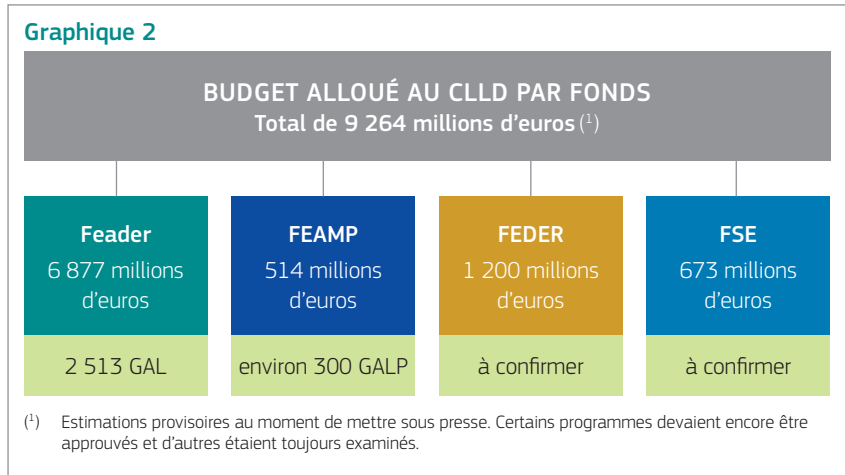 Graphique 2
BUDGET ALLOUÉ AU CLLD PAR FONDS
Total de 9 264 millions d'euros (¹)
Feader
6 877 millions
d'euros
2 513 GAL
FEAMP
514 millions
d'euros
environ 300 GALP
FEDER
1 200 millions
d'euros
à confirmer
FSE
673 millions
d'euros
à confirmer
(¹) Estimations provisoires au moment de mettre sous presse. Certains programmes devaient encore être
approuvés et d'autres étaient toujours examinés.